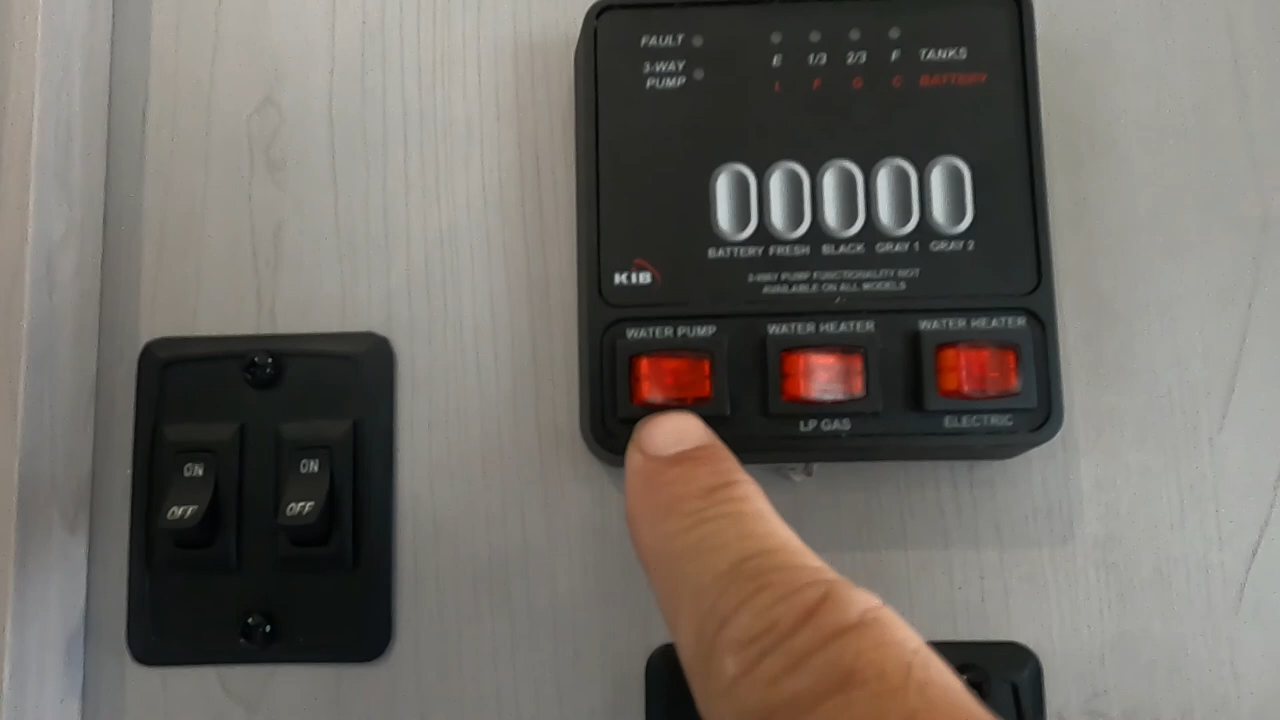 FAULT
E 1/3 2/3 F TANKS
3-WAY
PUMP
L F G C BATTERY
BATTERY FRESH BLACK GRAY 1 GRAY 2
KIB
3-WAY PUMP FUNCTIONALITY NOT
AVAILABLE ON ALL MODELS
WATER PUMP WATER HEATER WATER HEATER
LP GAS ELECTRIC
ON ON
OFF OFF